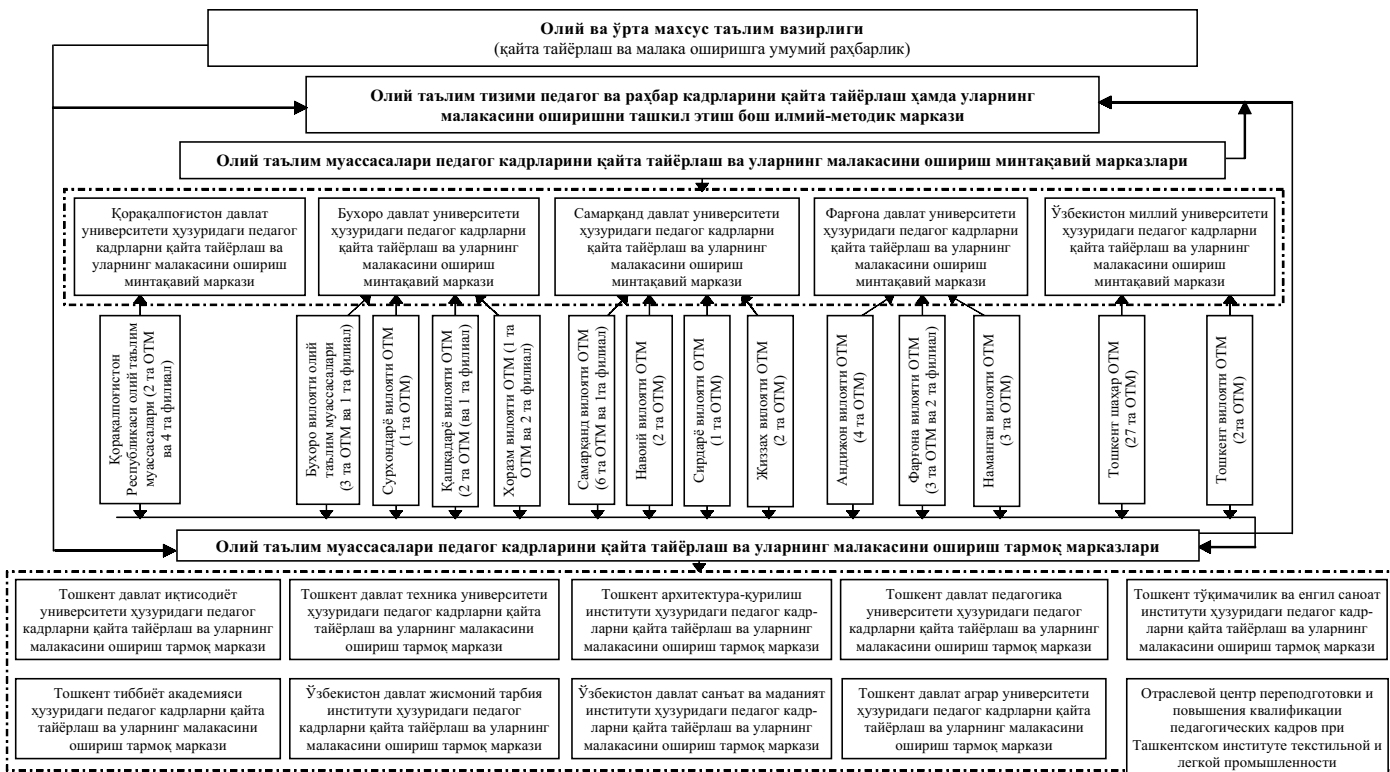 Олий ва ўрта махсус таълим вазирлиги
(қайта тайёрлаш ва малака оширишга умумий раҳбарлик)
Олий таълим тизими педагог ва раҳбар кадрларини қайта тайёрлаш ҳамда уларнинг
малакасини оширишни ташкил этиш бош илмий-методик маркази
Олий таълим муассасалари педагог кадрларини қайта тайёрлаш ва уларнинг малакасини ошириш минтақавий марказлари
Қорақалпоғистон давлат
университети ҳузуридаги педагог
кадрларни қайта тайёрлаш ва
уларнинг малакасини ошириш
минтақавий маркази
Бухоро давлат университети
ҳузуридаги педагог кадрларни
қайта тайёрлаш ва уларнинг
малакасини ошириш
минтақавий маркази
Самарқанд давлат университети
ҳузуридаги педагог кадрларни
қайта тайёрлаш ва уларнинг
малакасини ошириш
минтақавий маркази
Фарғона давлат университети
ҳузуридаги педагог кадрларни
қайта тайёрлаш ва уларнинг
малакасини ошириш
минтақавий маркази
Ўзбекистон миллий университети
ҳузуридаги педагог кадрларни
қайта тайёрлаш ва уларнинг
малакасини ошириш
минтақавий маркази
Қорақалпоғистон
Республикаси олий таълим
муассасалари (2 та ОТМ
ва 4 та филиал)
Бухоро вилояти олий
таълим муассасалари
(3 та ОТМ ва 1 та филиал)
Сурхондарё вилояти ОТМ
(1 та ОТМ)
Қашқадарё вилояти ОТМ
(2 та ОТМ (ва 1 та филиал)
Хоразм вилояти ОТМ (1 та
ОТМ ва 2 та филиал)
Самарқанд вилояти ОТМ
(6 та ОТМ ва 1та филиал)
Навоий вилояти ОТМ
(2 та ОТМ)
Сирдарё вилояти ОТМ
(1 та ОТМ)
Жиззах вилояти ОТМ
(2 та ОТМ)
Андижон вилояти ОТМ
(4 та ОТМ)
Фарғона вилояти ОТМ
(3 та ОТМ ва 2 та филиал)
Наманган вилояти ОТМ
(3 та ОТМ)
Тошкент шаҳар ОТМ
(27 та ОТМ)
Тошкент вилояти ОТМ
(2та ОТМ)
Олий таълим муассасалари педагог кадрларини қайта тайёрлаш ва уларнинг малакасини ошириш тармоқ марказлари
Тошкент давлат иқтисодиёт
университети ҳузуридаги педагог
кадрларни қайта тайёрлаш ва уларнинг
малакасини ошириш тармоқ маркази
Тошкент давлат техника университети
ҳузуридаги педагог кадрларни қайта
тайёрлаш ва уларнинг малакасини
ошириш тармоқ маркази
Тошкент архитектура-қурилиш
институти ҳузуридаги педагог кадр-
ларни қайта тайёрлаш ва уларнинг
малакасини ошириш тармоқ маркази
Тошкент давлат педагогика
университети ҳузуридаги педагог
кадрларни қайта тайёрлаш ва уларнинг
малакасини ошириш тармоқ маркази
Тошкент тўқимачилик ва енгил саноат
институти ҳузуридаги педагог кадр-
ларни қайта тайёрлаш ва уларнинг
малакасини ошириш тармоқ маркази
Тошкент тиббиёт академияси
ҳузуридаги педагог кадрларни қайта
тайёрлаш ва уларнинг малакасини
ошириш тармоқ маркази
Ўзбекистон давлат жисмоний тарбия
институти ҳузуридаги педагог
кадрларни қайта тайёрлаш ва уларнинг
малакасини ошириш тармоқ маркази
Ўзбекистон давлат санъат ва маданият
институти ҳузуридаги педагог кадр-
ларни қайта тайёрлаш ва уларнинг
малакасини ошириш тармоқ маркази
Тошкент давлат аграр университети
ҳузуридаги педагог кадрларни қайта
тайёрлаш ва уларнинг малакасини
ошириш тармоқ маркази
Отраслевой центр переподготовки и
повышения квалификации
педагогических кадров при
Ташкентском институте текстильной и
легкой промышленности